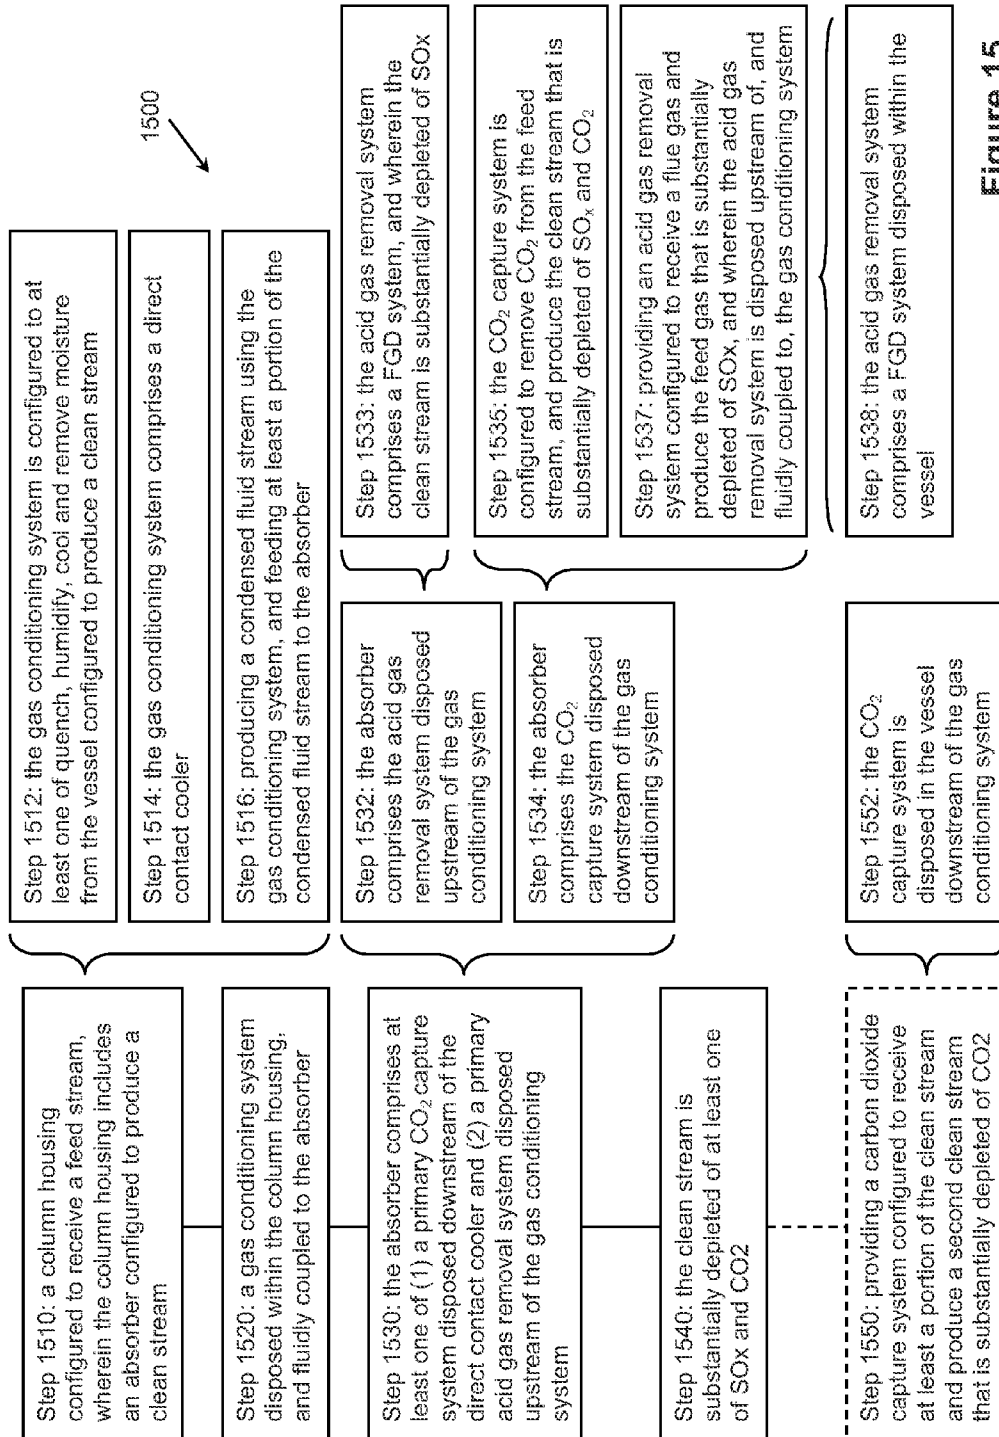 1500
Step 1510: a column housing
configured to receive a feed stream,
wherein the column housing includes
an absorber configured to produce a
clean stream
Step 1512: the gas conditioning system is configured to at
least one of quench, humidify, cool and remove moisture
from the vessel configured to produce a clean stream
Step 1514: the gas conditioning system comprises a direct
contact cooler
Step 1516: producing a condensed fluid stream using the
gas conditioning system, and feeding at least a portion of the
condensed fluid stream to the absorber
Step 1520: a gas conditioning system
disposed within the column housing,
and fluidly coupled to the absorber
Step 1530: the absorber comprises at
least one of (1) a primary CO₂ capture
system disposed downstream of the
direct contact cooler and (2) a primary
acid gas removal system disposed
upstream of the gas conditioning
system
Step 1532: the absorber
comprises the acid gas
removal system disposed
upstream of the gas
conditioning system
Step 1533: the acid gas removal system
comprises a FGD system, and wherein the
clean stream is substantially depleted of SOx
Step 1534: the absorber
comprises the CO₂
capture system disposed
downstream of the gas
conditioning system
Step 1535: the CO₂ capture system is
configured to remove CO₂ from the feed
stream, and produce the clean stream that is
substantially depleted of SOₓ and CO₂
Step 1537: providing an acid gas removal
system configured to receive a flue gas and
produce the feed gas that is substantially
depleted of SOx, and wherein the acid gas
removal system is disposed upstream of, and
fluidly coupled to, the gas conditioning system
Step 1538: the acid gas removal system
comprises a FGD system disposed within the
vessel
Step 1540: the clean stream is
substantially depleted of at least one
of SOx and CO2
Step 1550: providing a carbon dioxide
capture system configured to receive
at least a portion of the clean stream
and produce a second clean stream
that is substantially depleted of CO2
Step 1552: the CO₂
capture system is
disposed in the vessel
downstream of the gas
conditioning system
Figure 15